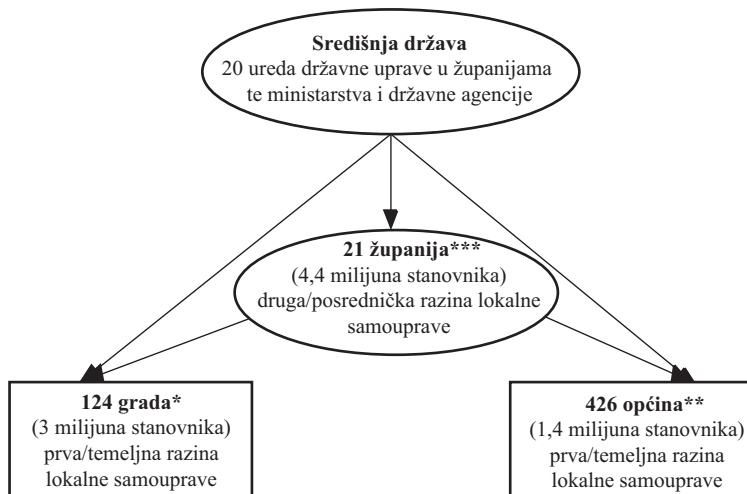 Središnja država
20 ureda državne uprave u županijama
te ministarstva i državne agencije
21 županija***
(4,4 milijuna stanovnika)
druga/posrednička razina lokalne
samouprave
124 grada*
(3 milijuna stanovnika)
prva/temeljna razina
lokalne samouprave
426 općina**
(1,4 milijuna stanovnika)
prva/temeljna razina
lokalne samouprave